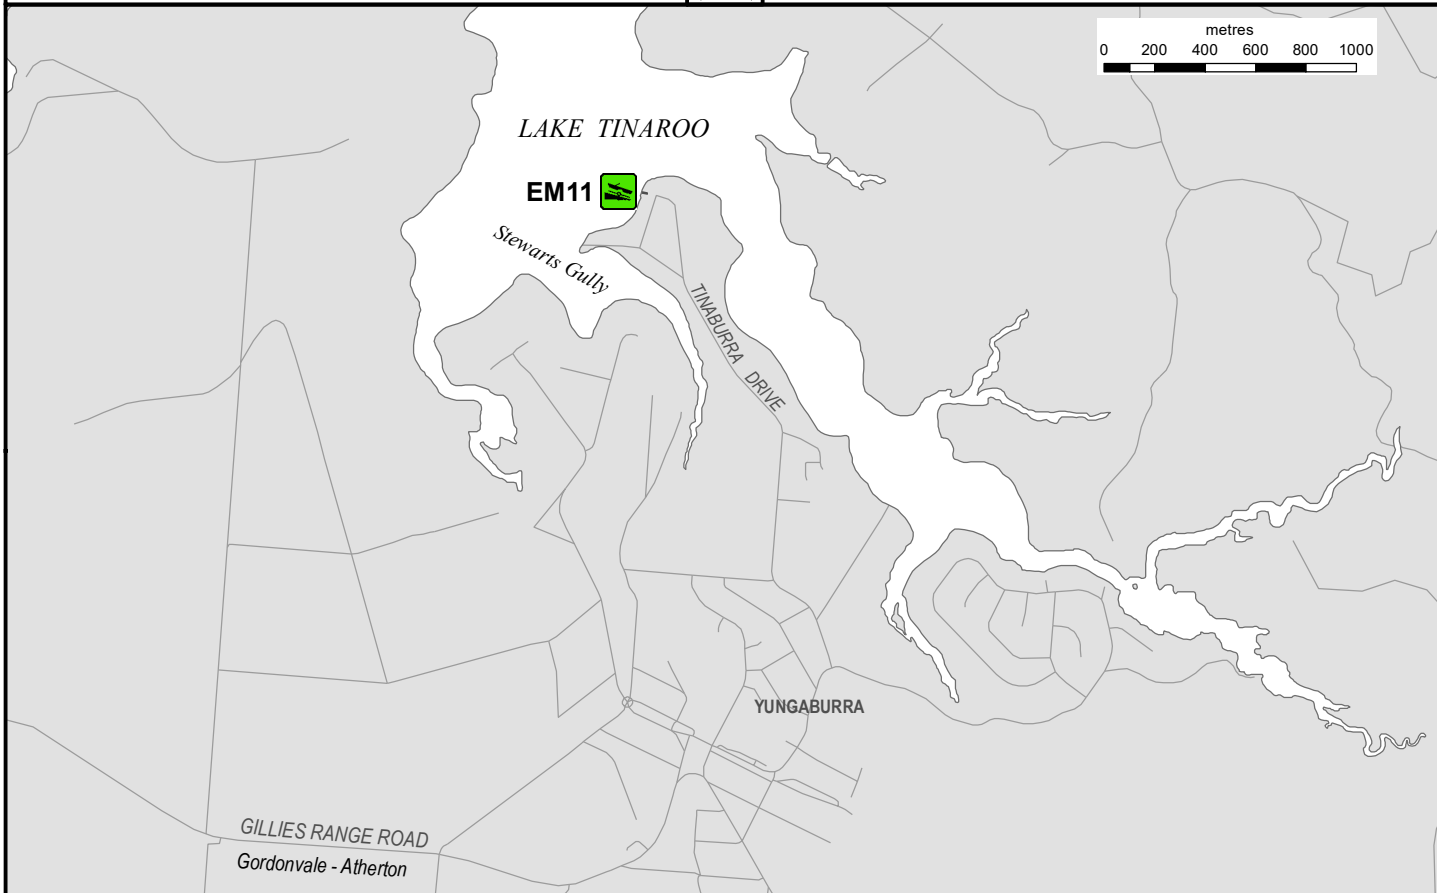 metres
0 200 400 600 800 1000
LAKE TINAROO
EM11
Stewarts Gully
TINABURRA DRIVE
YUNGABURRA
GILLIES RANGE ROAD
Gordonvale - Atherton